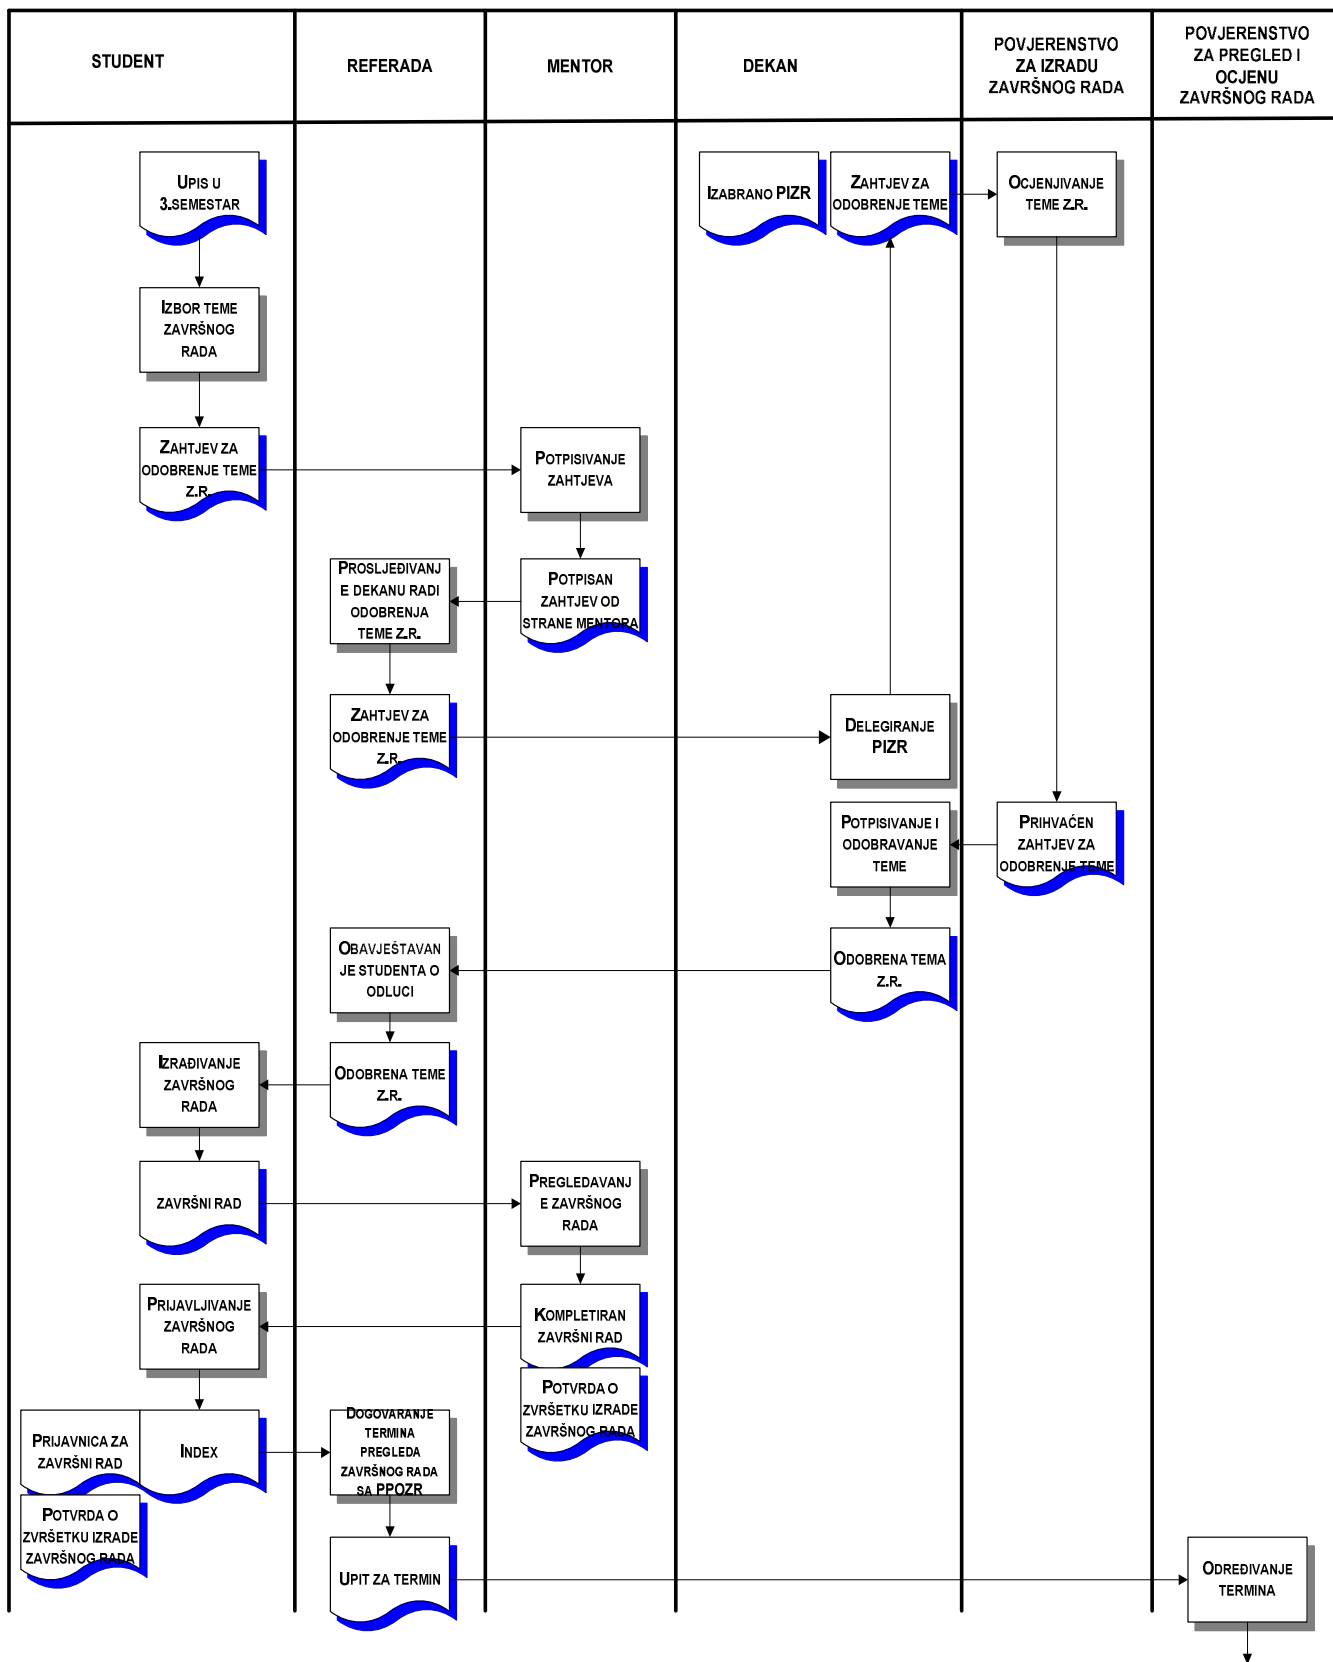 STUDENT
REFERADA
MENTOR
DEKAN
POVJERENSTVO
ZA IZRADU
ZAVRŠNOG RADA
POVJERENSTVO
ZA PREGLED I
OCJENU
ZAVRŠNOG RADA
UPIS U
3.SEMESTAR
IZABRANO PIZR
ZAHTJEV ZA
ODOBRENJE TEME
OCJENJIVANJE
TEME Z.R.
IZBOR TEME
ZAVRŠNOG
RADA
ZAHTJEV ZA
ODOBRENJE TEME
Z.R.
POTPISIVANJE
ZAHTJEVA
PROSLJEĐIVANJ
E DEKANU RADI
ODOBRENJA
TEME Z.R.
POTPISAN
ZAHTJEV OD
STRANE MENTORA
ZAHTJEV ZA
ODOBRENJE TEME
Z.R.
DELEGIRANJE
PIZR
POTPISIVANJE I
ODOBRAVANJE
TEME
PRIHVAĆEN
ZAHTJEV ZA
ODOBRENJE TEME
OBAVJEŠTAVAN
JE STUDENTA O
ODLUCI
ODOBRENA TEMA
Z.R.
IZRAĐIVANJE
ZAVRŠNOG
RADA
ODOBRENA TEME
Z.R.
ZAVRŠNI RAD
PREGLEDAVANJ
E ZAVRŠNOG
RADA
PRIJAVLJIVANJE
ZAVRŠNOG
RADA
KOMPLETIRAN
ZAVRŠNI RAD
POTVRDA O
ZVRŠETKU IZRADE
ZAVRŠNOG RADA
PRIJAVNICA ZA
ZAVRŠNI RAD
INDEX
DOGOVARANJE
TERMINA
PREGLEDA
ZAVRŠNOG RADA
SA PPOZR
POTVRDA O
ZVRŠETKU IZRADE
ZAVRŠNOG RADA
UPIT ZA TERMIN
ODREĐIVANJE
TERMINA